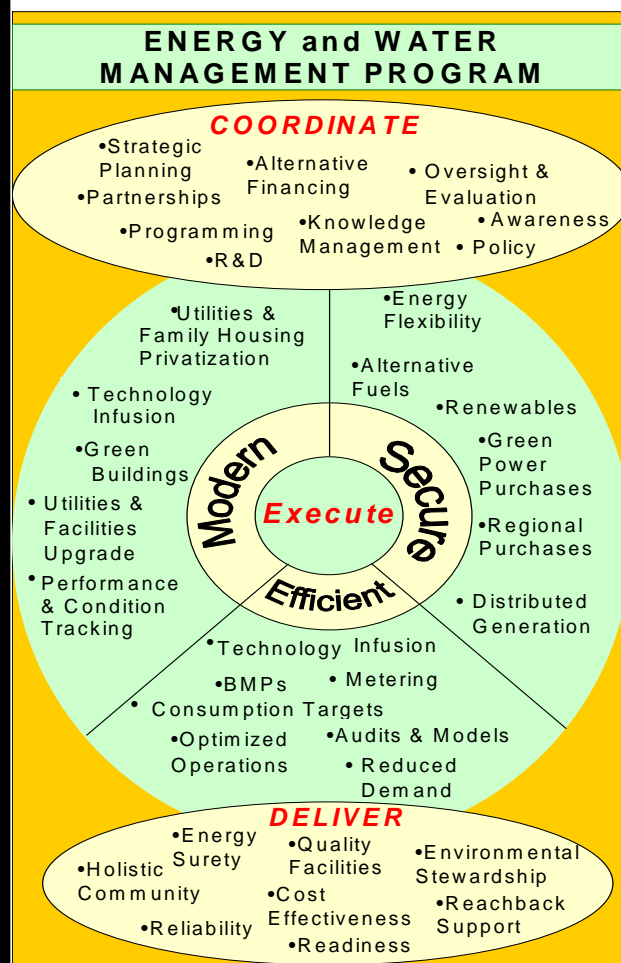 ENERGY and WATER
MANAGEMENT PROGRAM
COORDINATE
•Strategic
Planning
•Alternative
Financing
• Oversight &
Evaluation
•Partnerships
•Programming
•Knowledge
Management
• Awareness
• Policy
•R&D
•Utilities &
Family Housing
Privatization
•Energy
Flexibility
• Technology
Infusion
•Alternative
Fuels
•Green
Buildings
•Renewables
• Utilities &
Facilities
Upgrade
•Green
Power
Purchases
• Performance
& Condition
Tracking
•Regional
Purchases
• Distributed
Generation
Modern
Secure
Execute
Efficient
•Technology Infusion
•BMPs
• Metering
• Consumption Targets
•Optimized
Operations
•Audits & Models
• Reduced
Demand
DELIVER
•Energy
Surety
•Quality
Facilities
•Environmental
Stewardship
•Holistic
Community
•Cost
Effectiveness
•Reachback
Support
•Reliability
•Readiness